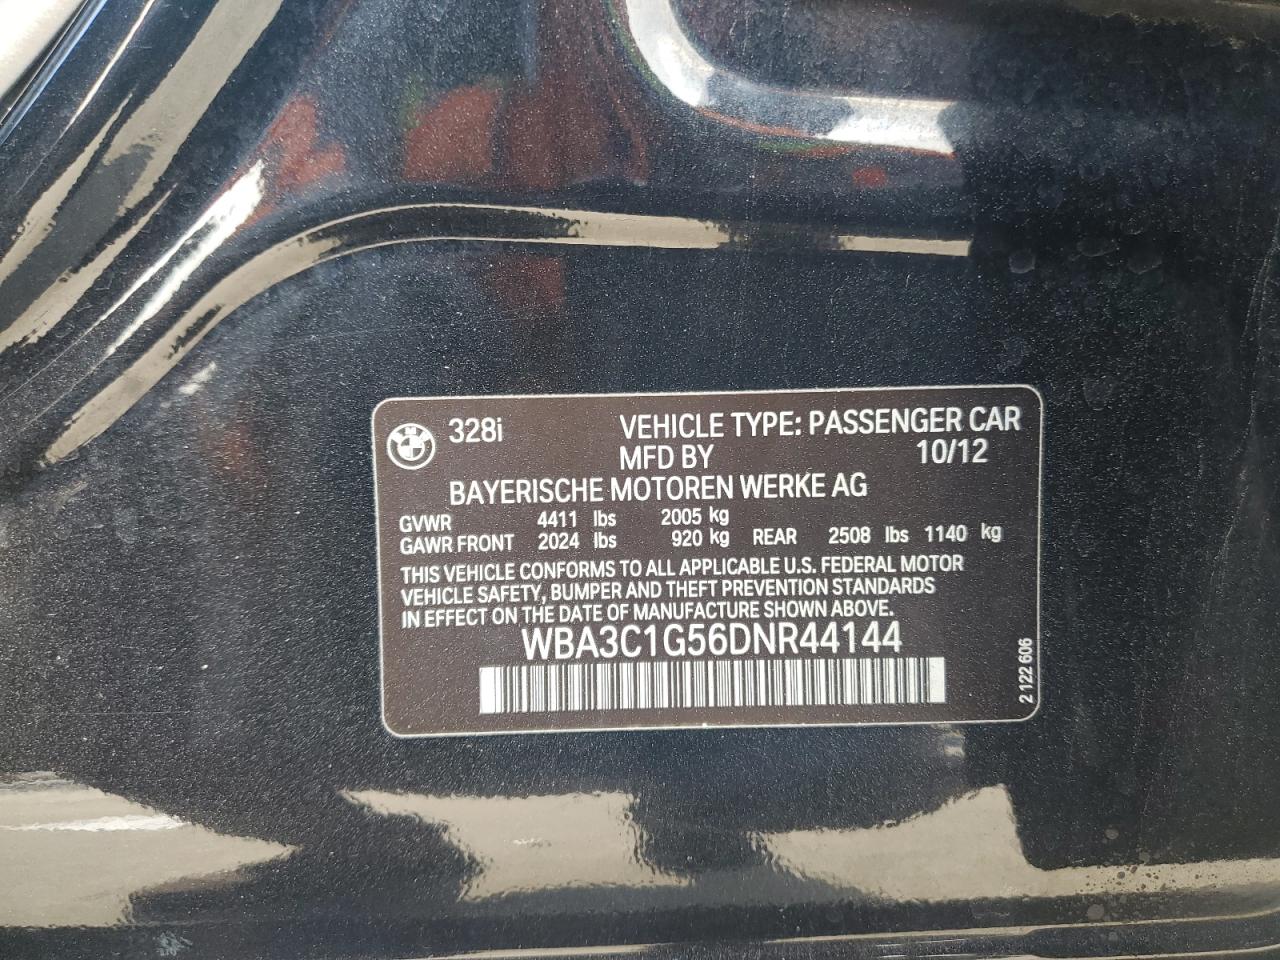 328i VEHICLE TYPE: PASSENGER CAR
MFD BY 10/12
BAYERISCHE MOTOREN WERKE AG
GVWR 4411 lbs 2005 kg
GAWR FRONT 2024 lbs 920 kg REAR 2508 lbs 1140 kg
THIS VEHICLE CONFORMS TO ALL APPLICABLE U.S. FEDERAL MOTOR
VEHICLE SAFETY, BUMPER AND THEFT PREVENTION STANDARDS
IN EFFECT ON THE DATE OF MANUFACTURE SHOWN ABOVE.
WBA3C1G56DNR44144
2 122 606